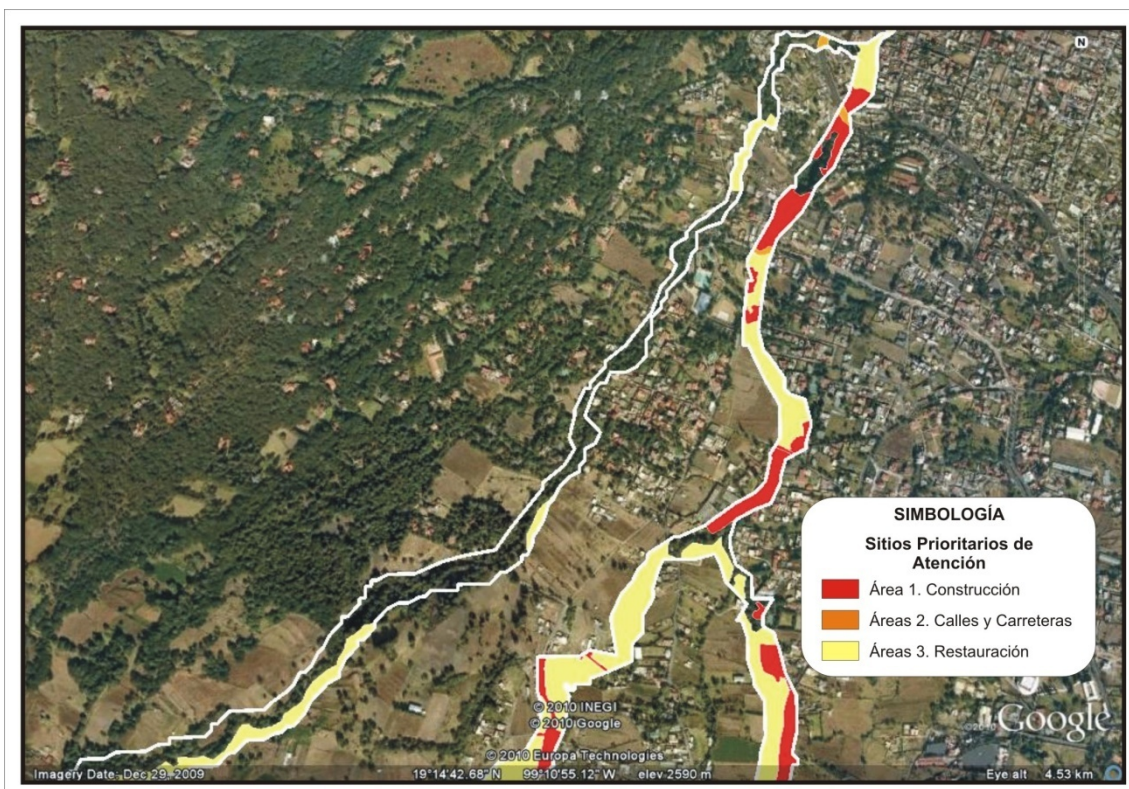 N
SIMBOLOGÍA
Sitios Prioritarios de
Atención
Área 1. Construcción
Áreas 2. Calles y Carreteras
Áreas 3. Restauración
© 2010 INEGI
© 2010 Google
© 2010 Europa Technologies
©2010 Google
Imagery Date: Dec 29, 2009
19°14'42.68" N 99°10'55.12" W elev 2590 m
Eye alt 4.53 km